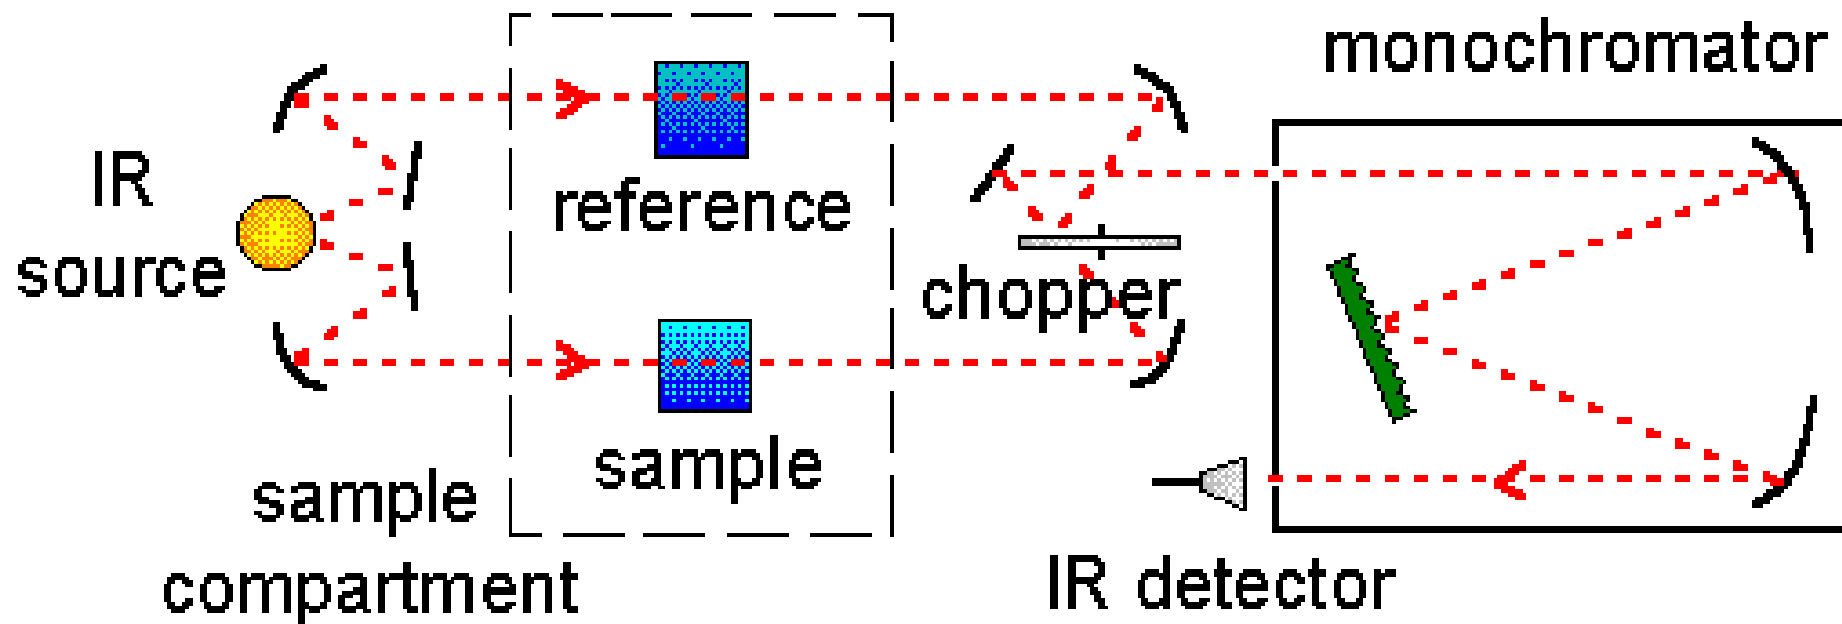 monochromator
IR
source
reference
chopper
sample
sample
compartment
IR detector